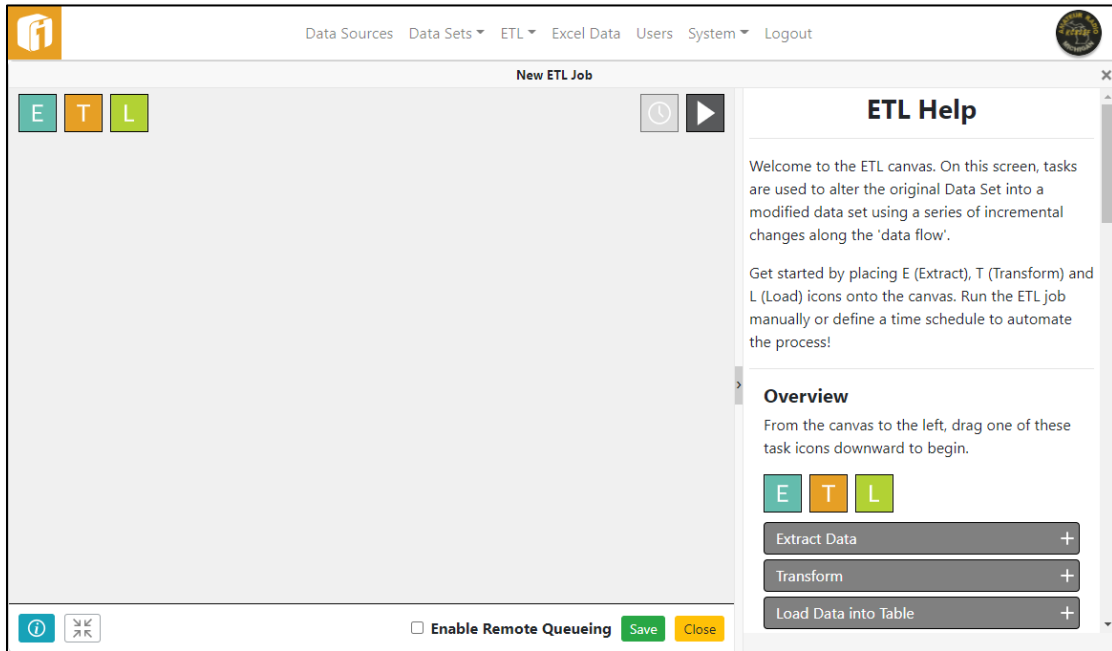 Data Sources Data Sets ETL Excel Data Users System Logout
New ETL Job
E T L
ETL Help
Welcome to the ETL canvas. On this screen, tasks
are used to alter the original Data Set into a
modified data set using a series of incremental
changes along the 'data flow'.
Get started by placing E (Extract), T (Transform) and
L (Load) icons onto the canvas. Run the ETL job
manually or define a time schedule to automate
the process!
Overview
From the canvas to the left, drag one of these
task icons downward to begin.
E T L
Extract Data
Transform
Load Data into Table
Enable Remote Queueing Save Close